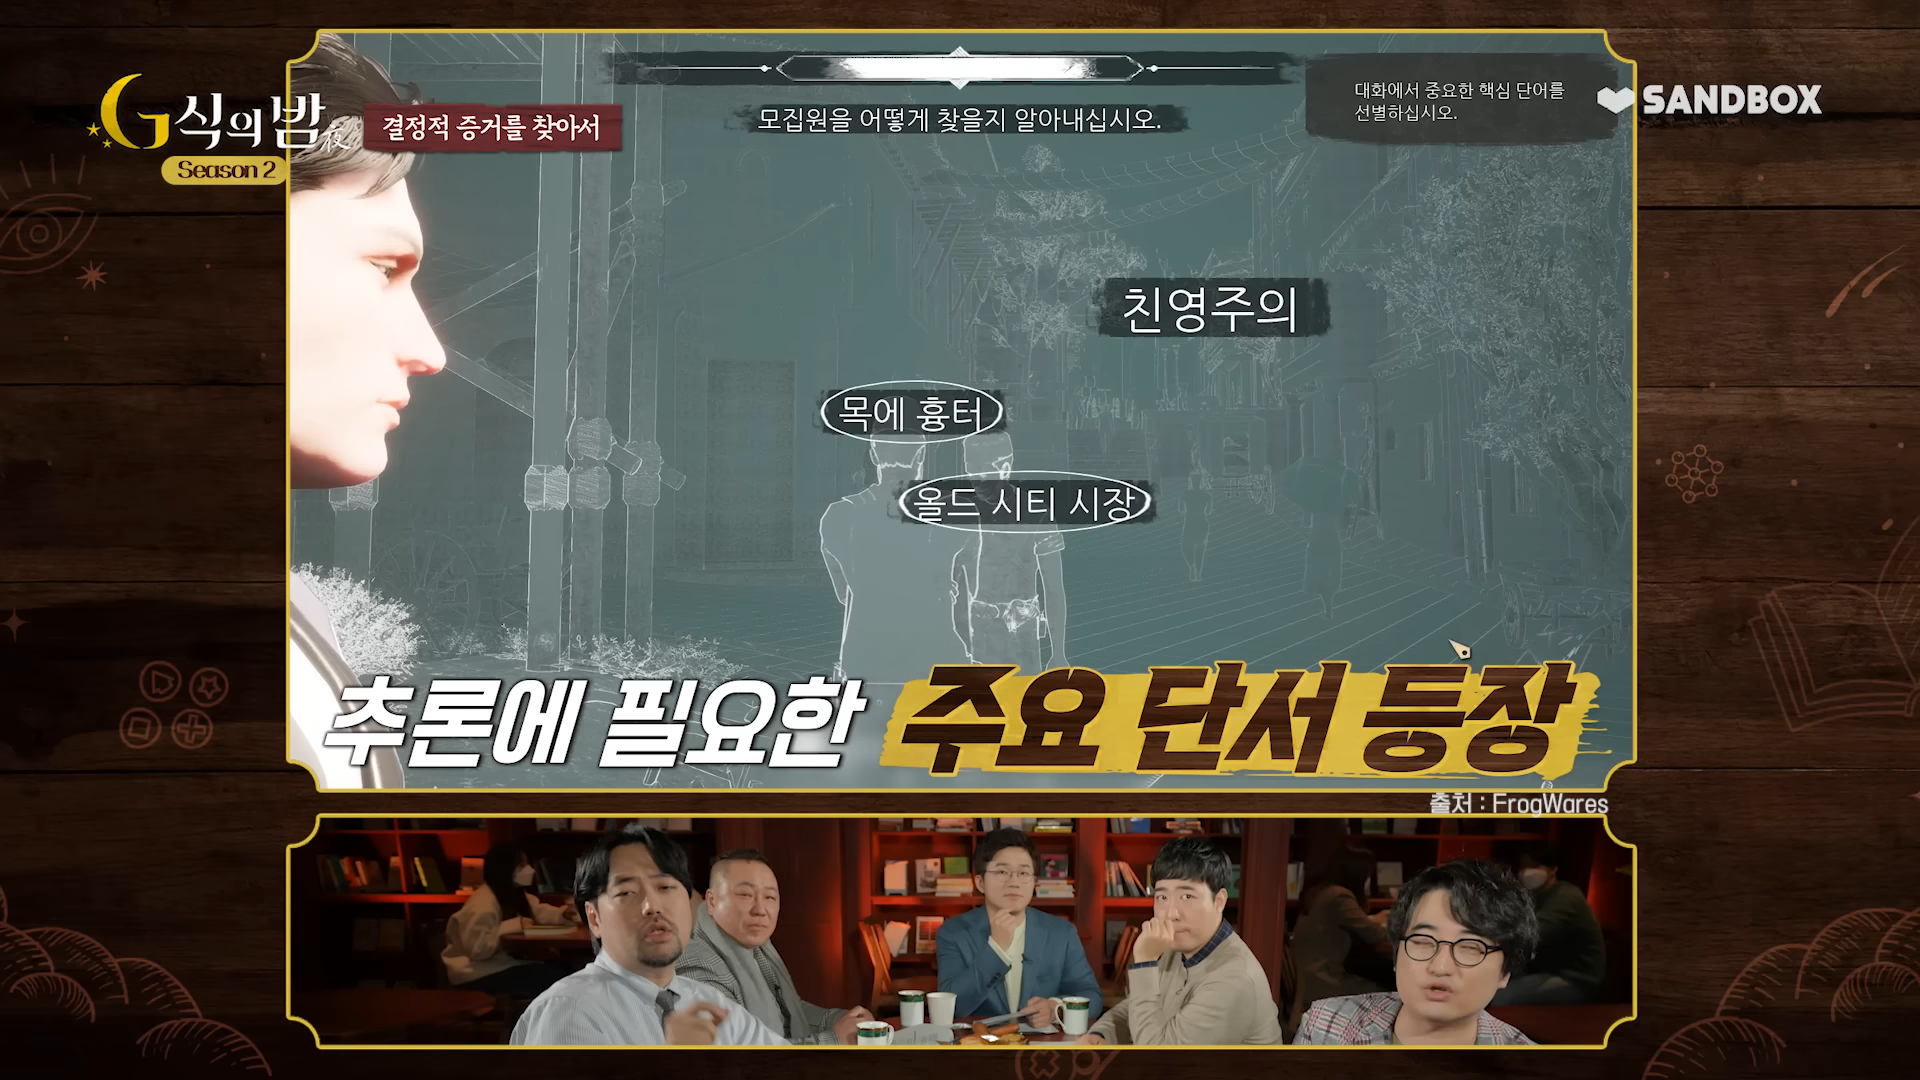 G식의 밤夜
Season 2
결정적 증거를 찾아서
모집원을 어떻게 찾을지 알아내십시오.
대화에서 중요한 핵심 단어를
선별하십시오.
SANDBOX
친영주의
목에 흉터
올드 시티 시장
추론에 필요한 주요 단서 등장
출처 : FrogWares